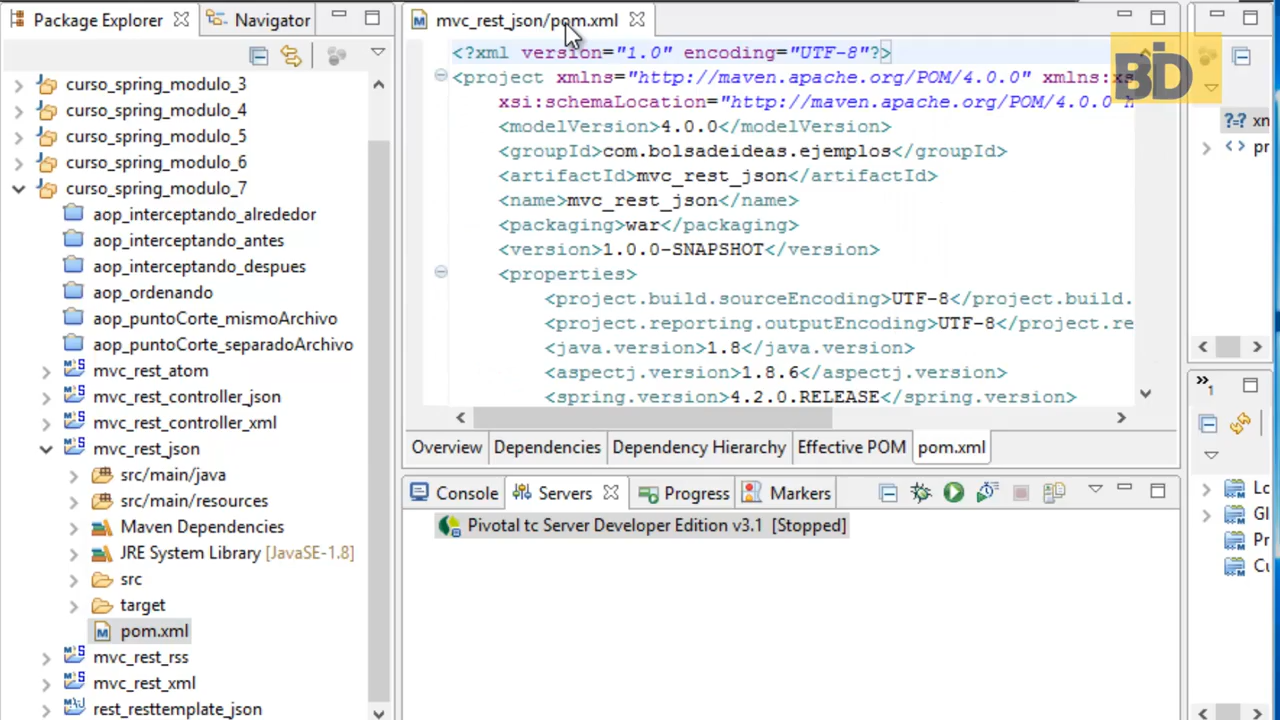 Package Explorer
Navigator
curso_spring_modulo_3
curso_spring_modulo_4
curso_spring_modulo_5
curso_spring_modulo_6
curso_spring_modulo_7
aop_interceptando_alrededor
aop_interceptando_antes
aop_interceptando_despues
aop_ordenando
aop_puntoCorte_mismoArchivo
aop_puntoCorte_separadoArchivo
mvc_rest_atom
mvc_rest_controller_json
mvc_rest_controller_xml
mvc_rest_json
src/main/java
src/main/resources
Maven Dependencies
JRE System Library [JavaSE-1.8]
src
target
pom.xml
mvc_rest_rss
mvc_rest_xml
rest_resttemplate_json
mvc_rest_json/pom.xml
<?xml version="1.0" encoding="UTF-8"?>
<project xmlns="http://maven.apache.org/POM/4.0.0" xmlns:xs
xsi:schemaLocation="http://maven.apache.org/POM/4.0.0 h
<modelVersion>4.0.0</modelVersion>
<groupId>com.bolsadeideas.ejemplos</groupId>
<artifactId>mvc_rest_json</artifactId>
<name>mvc_rest_json</name>
<packaging>war</packaging>
<version>1.0.0-SNAPSHOT</version>
<properties>
<project.build.sourceEncoding>UTF-8</project.build.
<project.reporting.outputEncoding>UTF-8</project.re
<java.version>1.8</java.version>
<aspectj.version>1.8.6</aspectj.version>
<spring.version>4.2.0.RELEASE</spring.version>
Overview
Dependencies
Dependency Hierarchy
Effective POM
pom.xml
Console
Servers
Progress
Markers
Pivotal tc Server Developer Edition v3.1 [Stopped]
BD
?=? xn
<> pr
»1
Lo
Gl
Pr
Cu